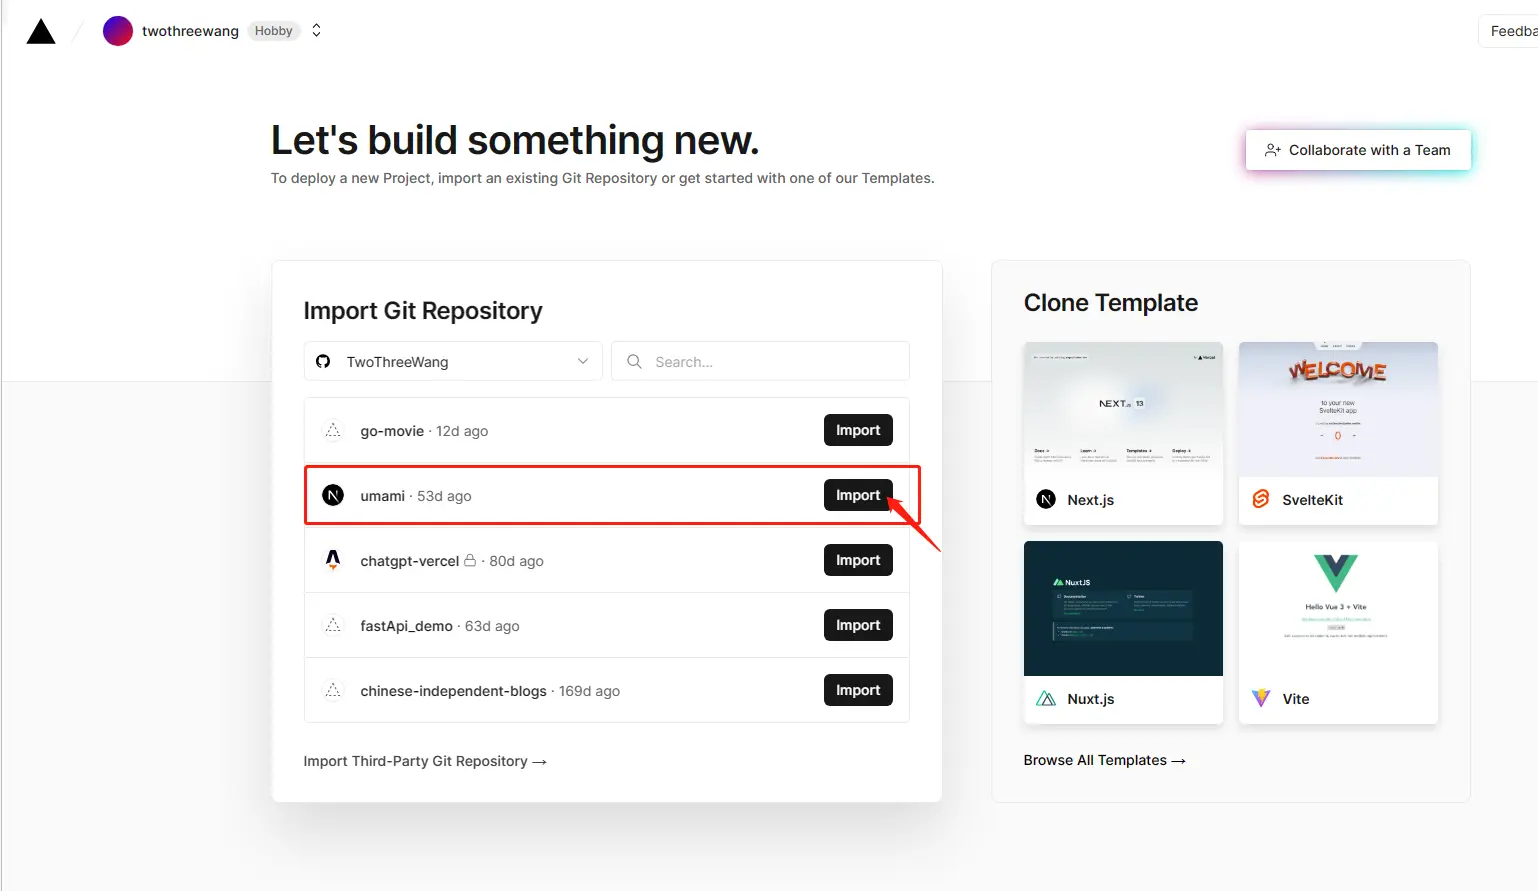 twothreewang Hobby
Feedba
Let's build something new.
To deploy a new Project, import an existing Git Repository or get started with one of our Templates.
Collaborate with a Team
Import Git Repository
TwoThreeWang
Search...
go-movie · 12d ago
Import
umami · 53d ago
Import
chatgpt-vercel · 80d ago
Import
fastApi_demo · 63d ago
Import
chinese-independent-blogs · 169d ago
Import
Import Third-Party Git Repository →
Clone Template
NEXT.JS 13
Next.js
WELCOME
to your new
SvelteKit app
- 0 -
SvelteKit
NuxtJS
Nuxt.js
Hello Vue 3 + Vite
Vite
Browse All Templates →